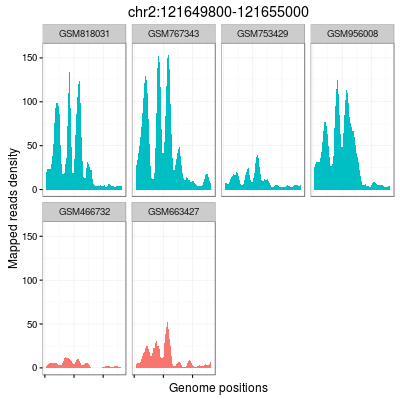 chr2:121649800-121655000
GSM818031 GSM767343 GSM753429 GSM956008
150
100
50
0
GSM466732 GSM663427
150
100
50
0
Mapped reads density
Genome positions